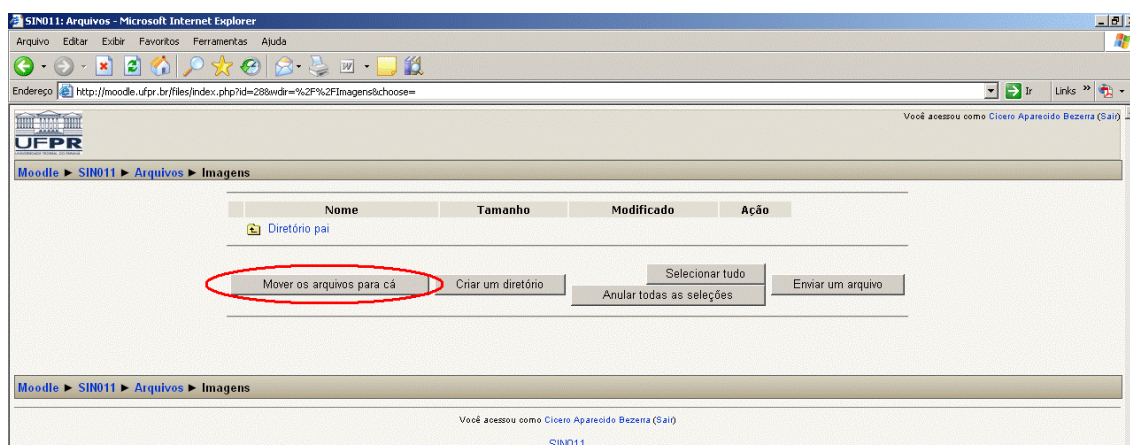 SIN011: Arquivos - Microsoft Internet Explorer
Arquivo Editar Exibir Favoritos Ferramentas Ajuda
Endereço http://moodle.ufpr.br/files/index.php?id=28&wdir=%2F%2FImagens&choose= Ir Links »
Você acessou como Cicero Aparecido Bezerra (Sair)
UFPR
Moodle ► SIN011 ► Arquivos ► Imagens
Nome Tamanho Modificado Ação
Diretório pai
Selecionar tudo
Mover os arquivos para cá Criar um diretório Enviar um arquivo
Anular todas as seleções
Moodle ► SIN011 ► Arquivos ► Imagens
Você acessou como Cicero Aparecido Bezerra (Sair)
SIN011